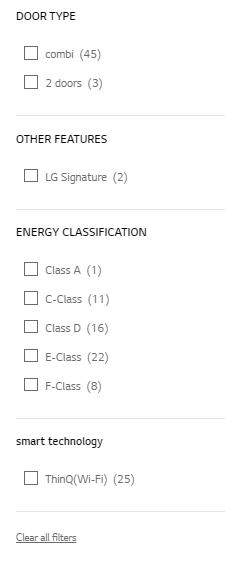 DOOR TYPE
combi (45)
2 doors (3)
OTHER FEATURES
LG Signature (2)
ENERGY CLASSIFICATION
Class A (1)
C-Class (11)
Class D (16)
E-Class (22)
F-Class (8)
smart technology
ThinQ(Wi-Fi) (25)
Clear all filters